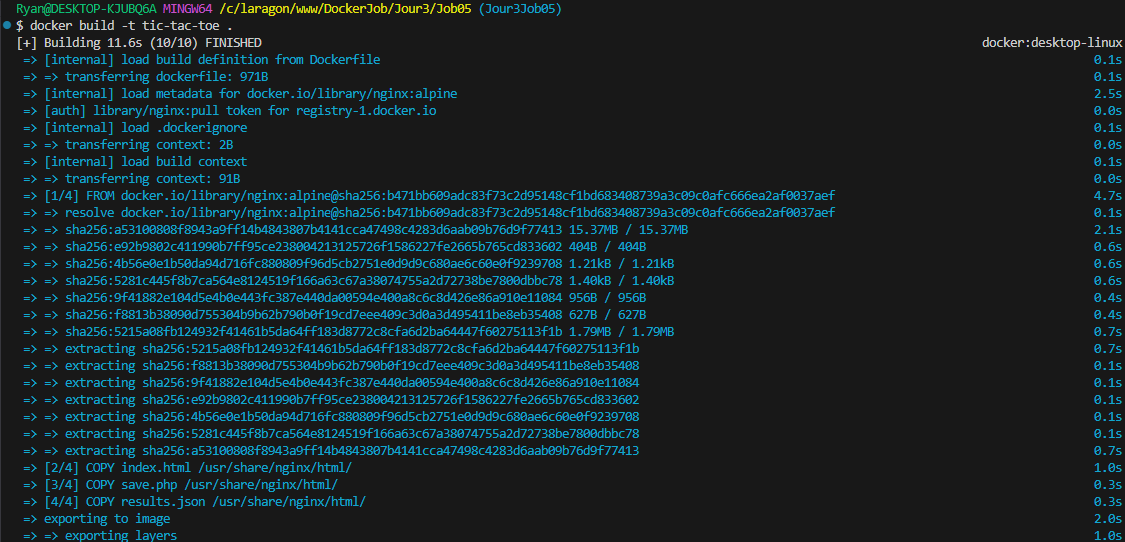 Ryan@DESKTOP-KJUBQ6A MINGW64 /c/laragon/www/DockerJob/Jour3/Job05 (Jour3Job05)
$ docker build -t tic-tac-toe .
[+] Building 11.6s (10/10) FINISHED docker:desktop-linux
=> [internal] load build definition from Dockerfile 0.1s
=> => transferring dockerfile: 971B 0.1s
=> [internal] load metadata for docker.io/library/nginx:alpine 2.5s
=> [auth] library/nginx:pull token for registry-1.docker.io 0.0s
=> [internal] load .dockerignore 0.1s
=> => transferring context: 2B 0.0s
=> [internal] load build context 0.1s
=> => transferring context: 91B 0.0s
=> [1/4] FROM docker.io/library/nginx:alpine@sha256:b471bb609adc83f73c2d95148cf1bd683408739a3c09c0afc666ea2af0037aef 4.7s
=> => resolve docker.io/library/nginx:alpine@sha256:b471bb609adc83f73c2d95148cf1bd683408739a3c09c0afc666ea2af0037aef 0.1s
=> => sha256:a53100808f8943a9ff14b4843807b4141cca47498c4283d6aab09b76d9f77413 15.37MB / 15.37MB 2.1s
=> => sha256:e92b9802c411990b7ff95ce238004213125726f1586227fe2665b765cd833602 404B / 404B 0.6s
=> => sha256:4b56e0e1b50da94d716fc880809f96d5cb2751e0d9d9c680ae6c60e0f9239708 1.21kB / 1.21kB 0.6s
=> => sha256:5281c445f8b7ca564e8124519f166a63c67a38074755a2d72738be7800dbbc78 1.40kB / 1.40kB 0.6s
=> => sha256:9f41882e104d5e4b0e443fc387e440da00594e400a8c6c8d426e86a910e11084 956B / 956B 0.4s
=> => sha256:f8813b38090d755304b9b62b790b0f19cd7eee409c3d0a3d495411be8eb35408 627B / 627B 0.4s
=> => sha256:5215a08fb124932f41461b5da64ff183d8772c8cfa6d2ba64447f60275113f1b 1.79MB / 1.79MB 0.7s
=> => extracting sha256:5215a08fb124932f41461b5da64ff183d8772c8cfa6d2ba64447f60275113f1b 0.7s
=> => extracting sha256:f8813b38090d755304b9b62b790b0f19cd7eee409c3d0a3d495411be8eb35408 0.1s
=> => extracting sha256:9f41882e104d5e4b0e443fc387e440da00594e400a8c6c8d426e86a910e11084 0.1s
=> => extracting sha256:e92b9802c411990b7ff95ce238004213125726f1586227fe2665b765cd833602 0.1s
=> => extracting sha256:4b56e0e1b50da94d716fc880809f96d5cb2751e0d9d9c680ae6c60e0f9239708 0.1s
=> => extracting sha256:5281c445f8b7ca564e8124519f166a63c67a38074755a2d72738be7800dbbc78 0.1s
=> => extracting sha256:a53100808f8943a9ff14b4843807b4141cca47498c4283d6aab09b76d9f77413 0.7s
=> [2/4] COPY index.html /usr/share/nginx/html/ 1.0s
=> [3/4] COPY save.php /usr/share/nginx/html/ 0.3s
=> [4/4] COPY results.json /usr/share/nginx/html/ 0.3s
=> exporting to image 2.0s
=> => exporting layers 1.0s